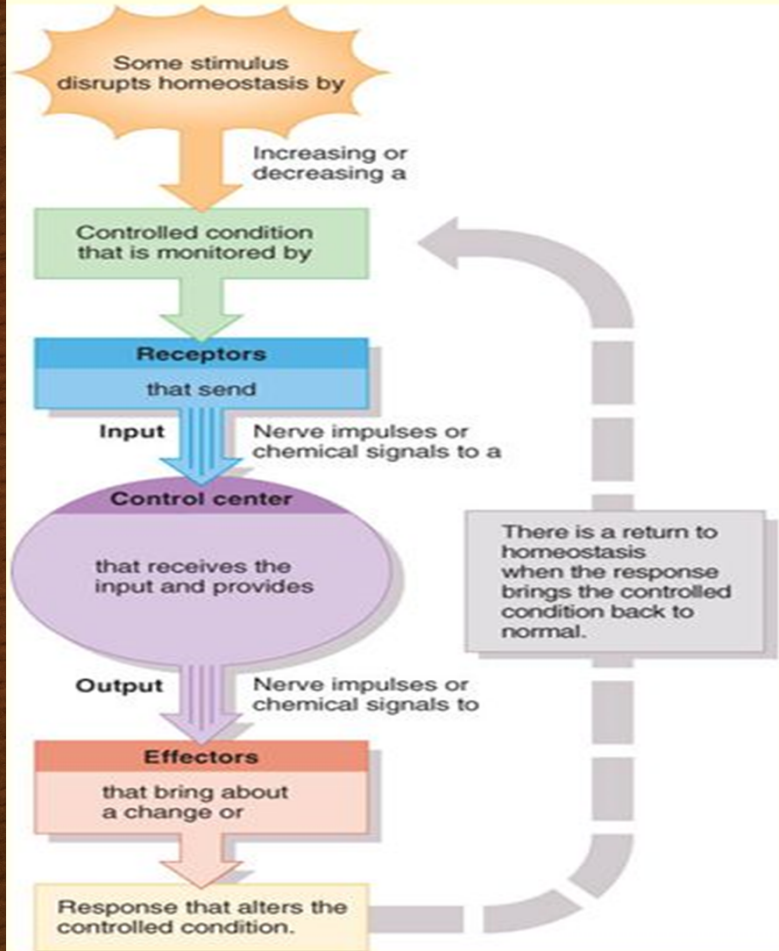 Some stimulus
disrupts homeostasis by
Increasing or
decreasing a
Controlled condition
that is monitored by
Receptors
that send
Input
Nerve impulses or
chemical signals to a
Control center
that receives the
input and provides
Output
Nerve impulses or
chemical signals to
Effectors
that bring about
a change or
Response that alters the
controlled condition.
There is a return to
homeostasis
when the response
brings the controlled
condition back to
normal.